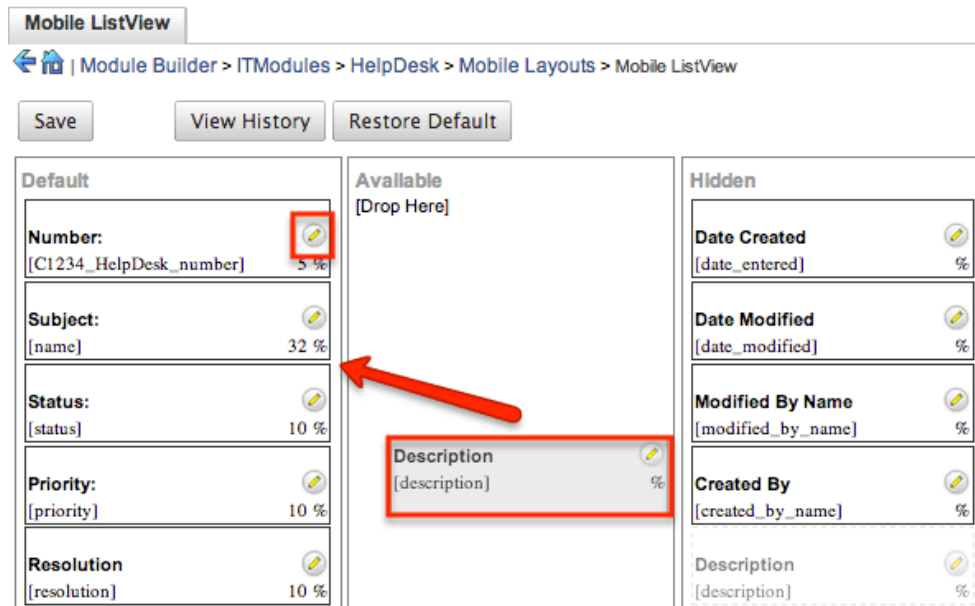 Mobile ListView
| Module Builder > ITModules > HelpDesk > Mobile Layouts > Mobile ListView
Save View History Restore Default
Default
Number:
[C1234_HelpDesk_number] 5 %
Subject:
[name] 32 %
Status:
[status] 10 %
Priority:
[priority] 10 %
Resolution
[resolution] 10 %
Available
[Drop Here]
Description
[description] %
Hidden
Date Created
[date_entered] %
Date Modified
[date_modified] %
Modified By Name
[modified_by_name] %
Created By
[created_by_name] %
Description
[description] %